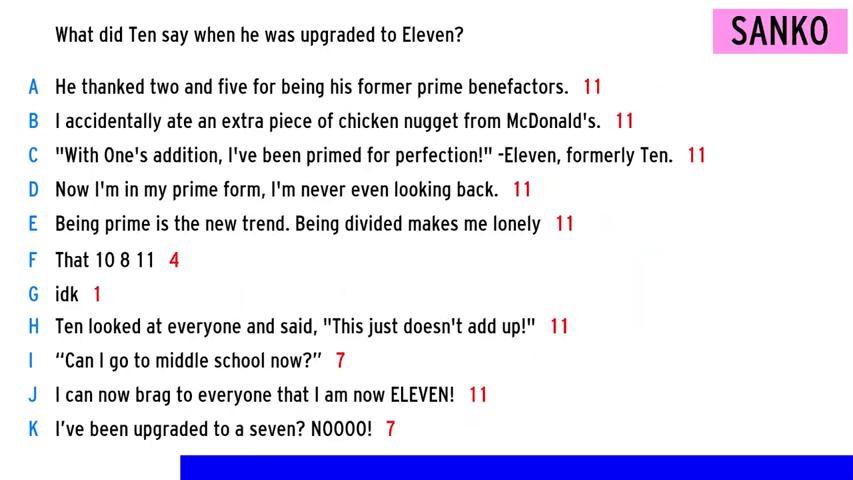 What did Ten say when he was upgraded to Eleven?
SANKO
A He thanked two and five for being his former prime benefactors. 11
B I accidentally ate an extra piece of chicken nugget from McDonald's. 11
C "With One's addition, I've been primed for perfection!" -Eleven, formerly Ten. 11
D Now I'm in my prime form, I'm never even looking back. 11
E Being prime is the new trend. Being divided makes me lonely 11
F That 10 8 11 4
G idk 1
H Ten looked at everyone and said, "This just doesn't add up!" 11
I “Can I go to middle school now?” 7
J I can now brag to everyone that I am now ELEVEN! 11
K I’ve been upgraded to a seven? NOOOO! 7